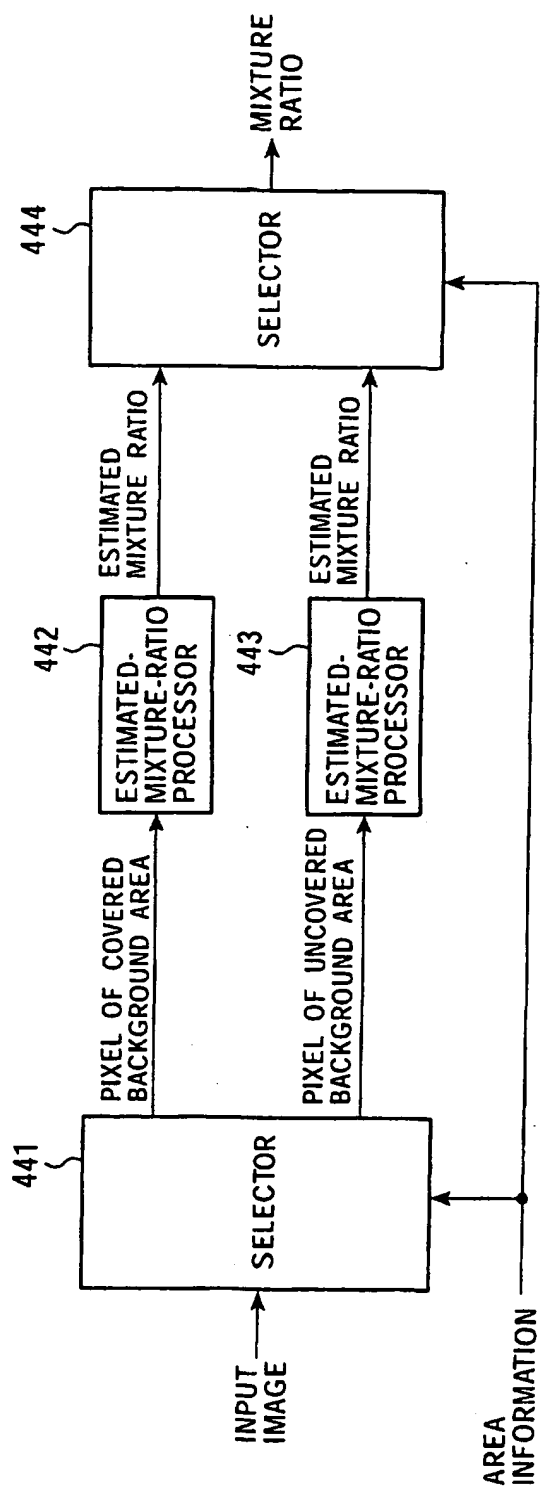 INPUT
IMAGE
AREA
INFORMATION
441
SELECTOR
PIXEL OF COVERED
BACKGROUND AREA
PIXEL OF UNCOVERED
BACKGROUND AREA
442
ESTIMATED-
MIXTURE-RATIO
PROCESSOR
443
ESTIMATED-
MIXTURE-RATIO
PROCESSOR
ESTIMATED
MIXTURE RATIO
ESTIMATED
MIXTURE RATIO
444
SELECTOR
MIXTURE
RATIO